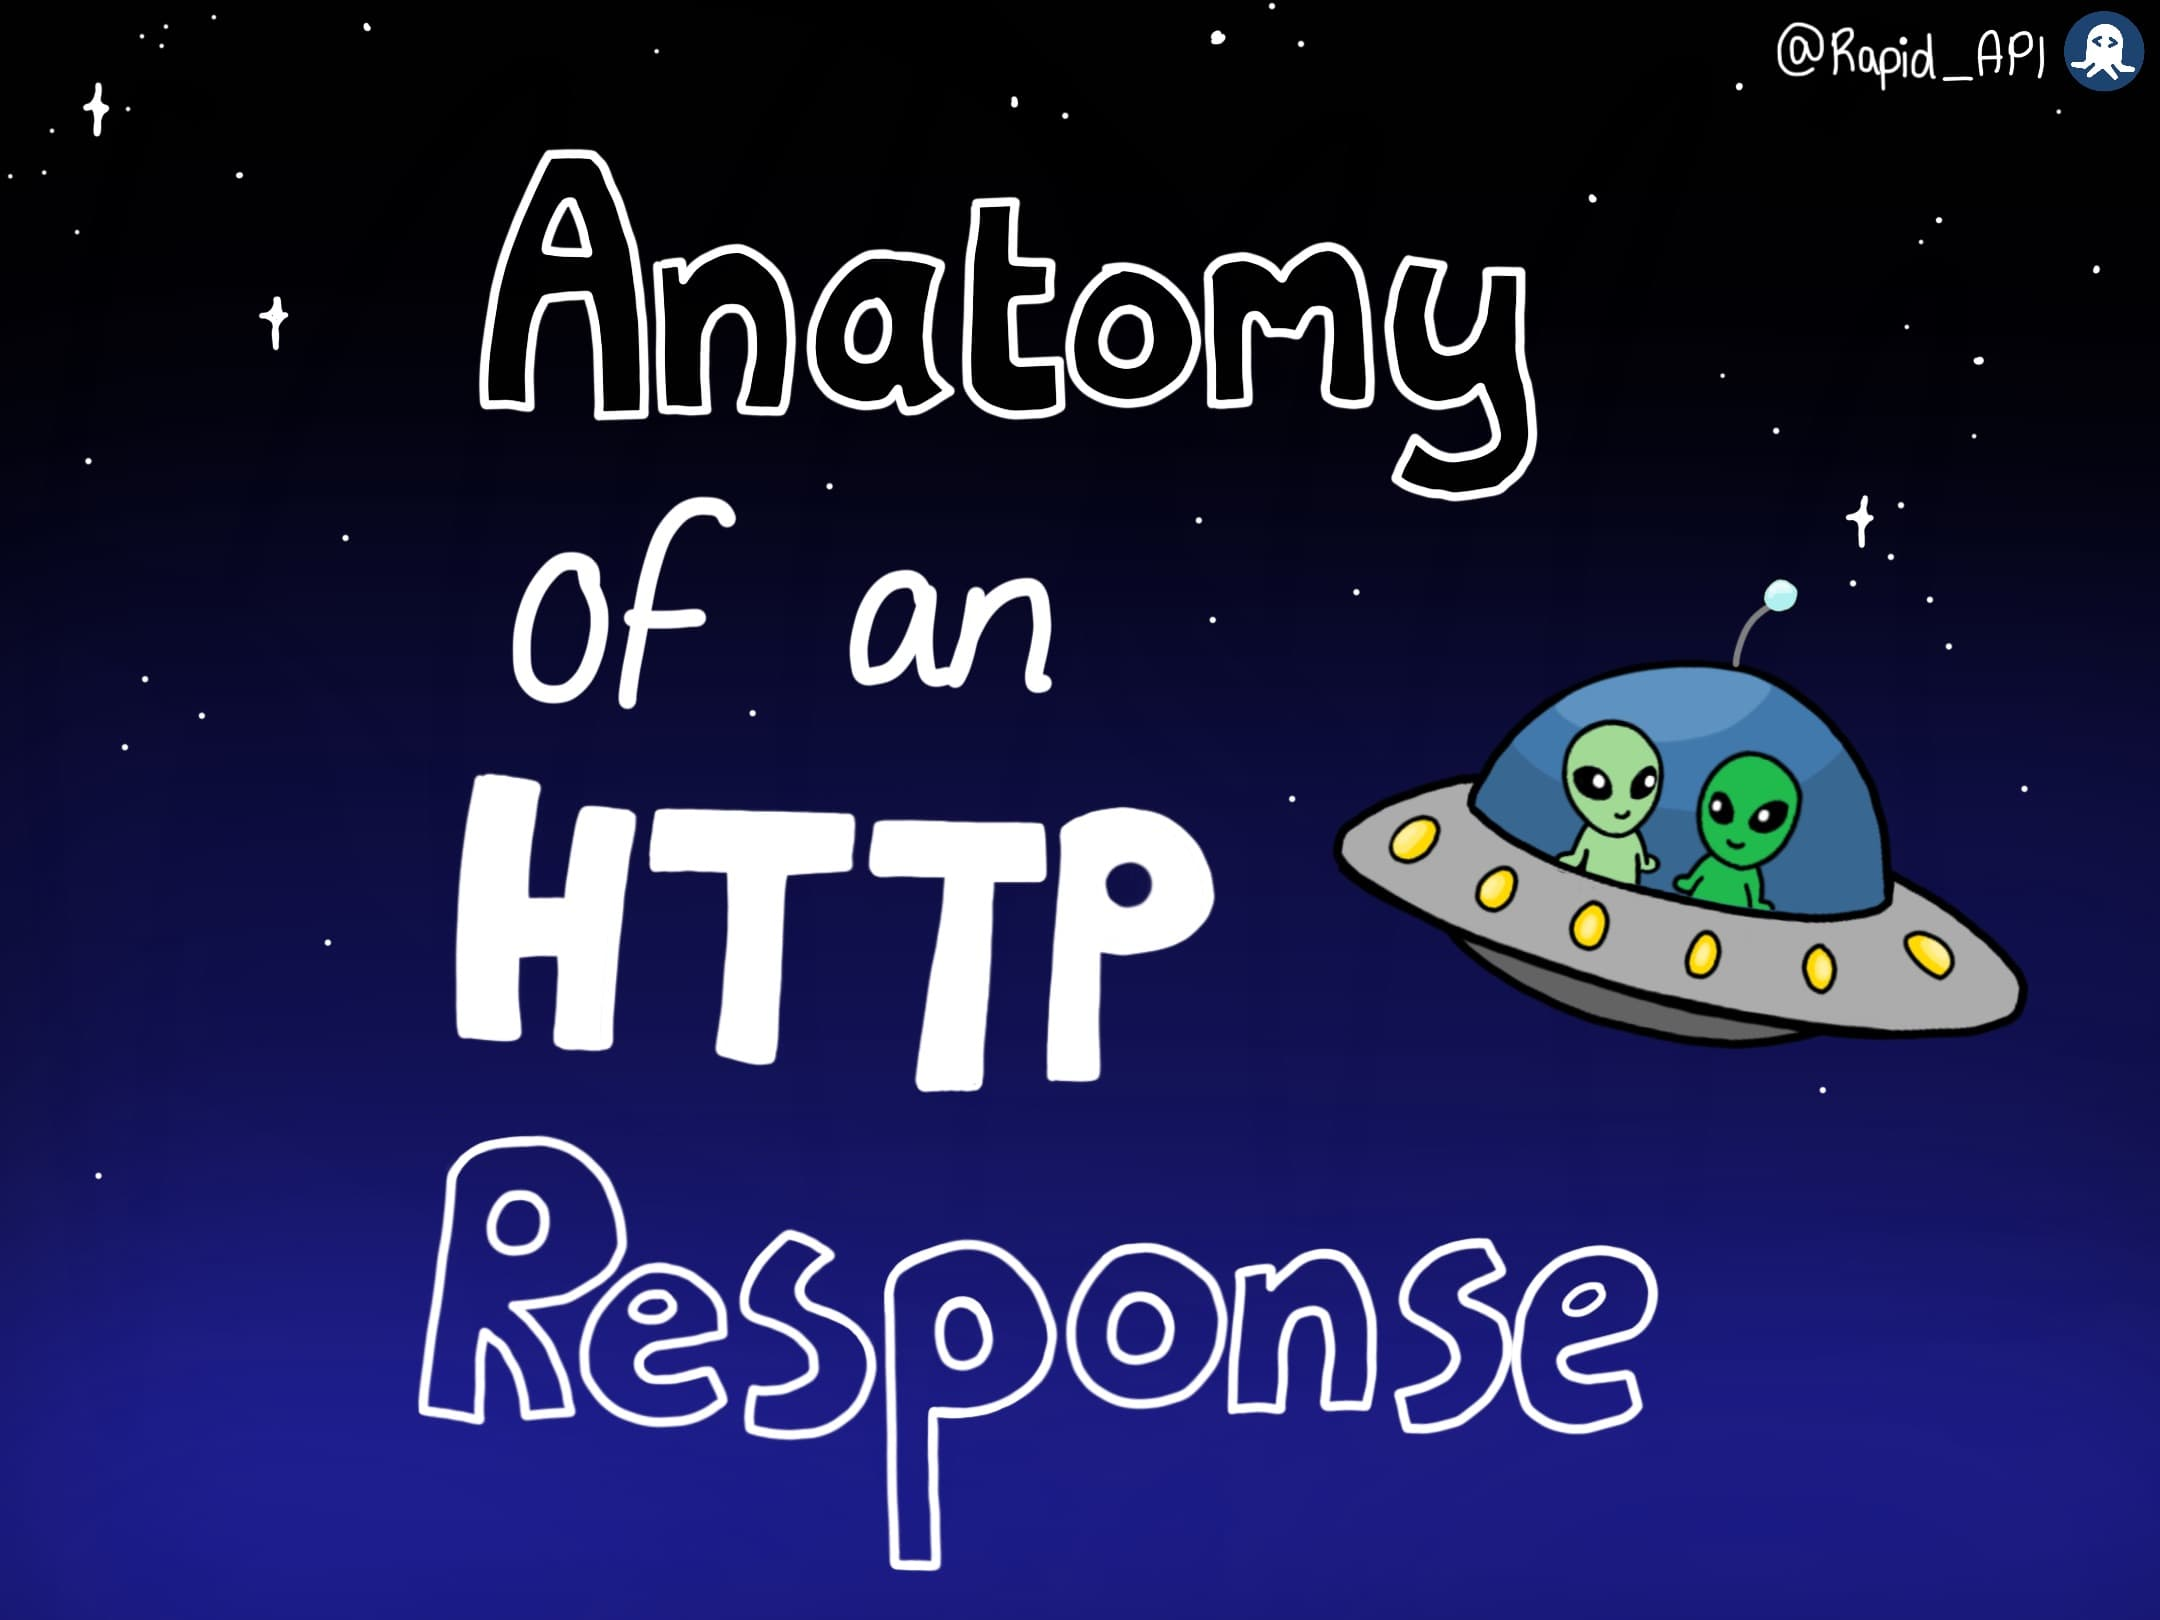 @Rapid_API
Anatomy
of an
HTTP
Response